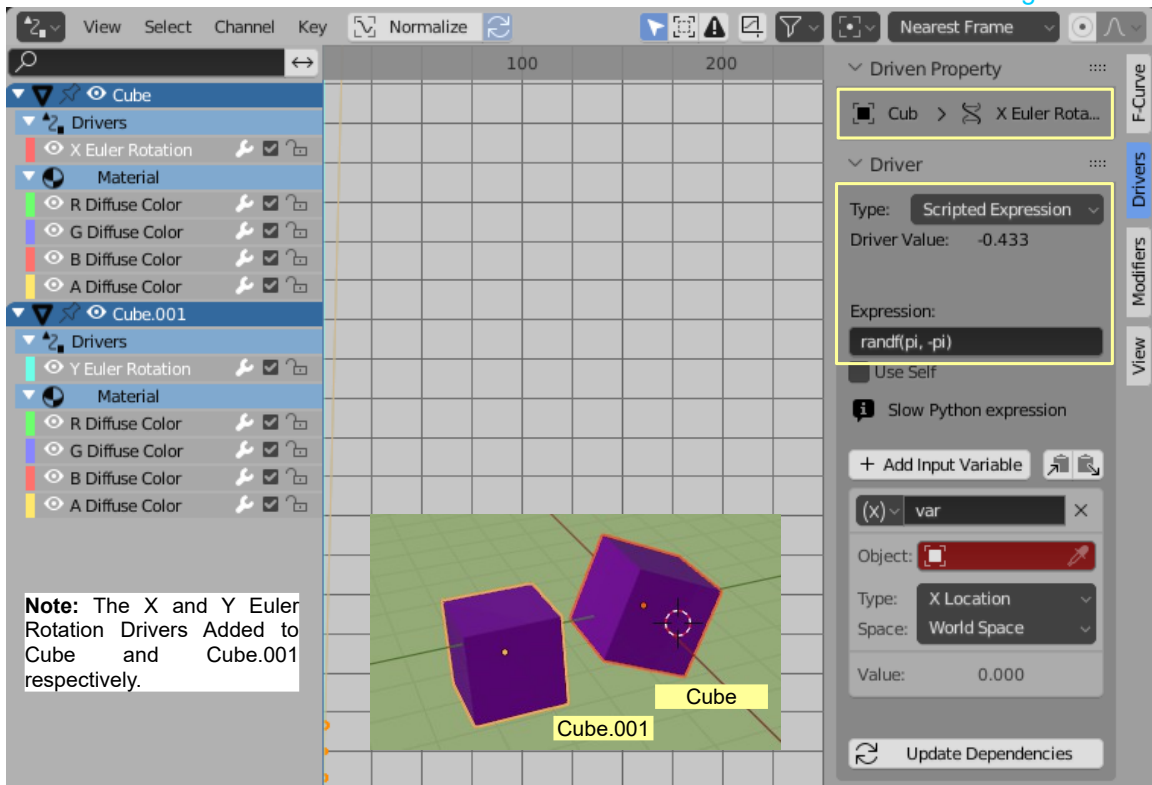 View Select Channel Key Normalize Nearest Frame
100 200
Cube
Drivers
X Euler Rotation
Material
R Diffuse Color
G Diffuse Color
B Diffuse Color
A Diffuse Color
Cube.001
Drivers
Y Euler Rotation
Material
R Diffuse Color
G Diffuse Color
B Diffuse Color
A Diffuse Color
Note: The X and Y Euler
Rotation Drivers Added to
Cube and Cube.001
respectively.
Cube
Cube.001
Driven Property
Cub > X Euler Rota...
Driver
Type: Scripted Expression
Driver Value: -0.433
Expression:
randf(pi, -pi)
Use Self
Slow Python expression
+ Add Input Variable
(x) var
Object:
Type: X Location
Space: World Space
Value: 0.000
Update Dependencies
F-Curve
Drivers
Modifiers
View